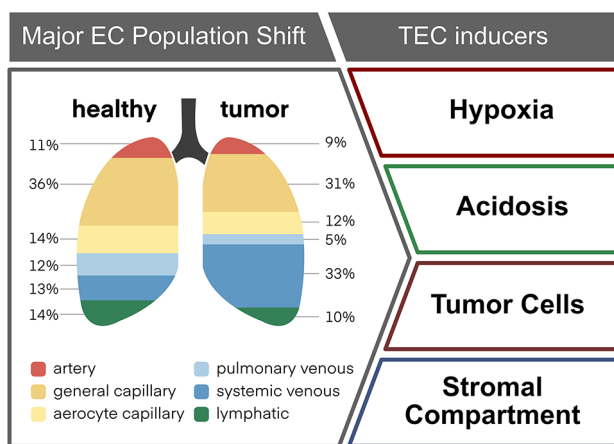 Major EC Population Shift
TEC inducers
healthy
tumor
11%
36%
14%
12%
13%
14%
9%
31%
12%
5%
33%
10%
artery
general capillary
aerocyte capillary
pulmonary venous
systemic venous
lymphatic
Hypoxia
Acidosis
Tumor Cells
Stromal
Compartment